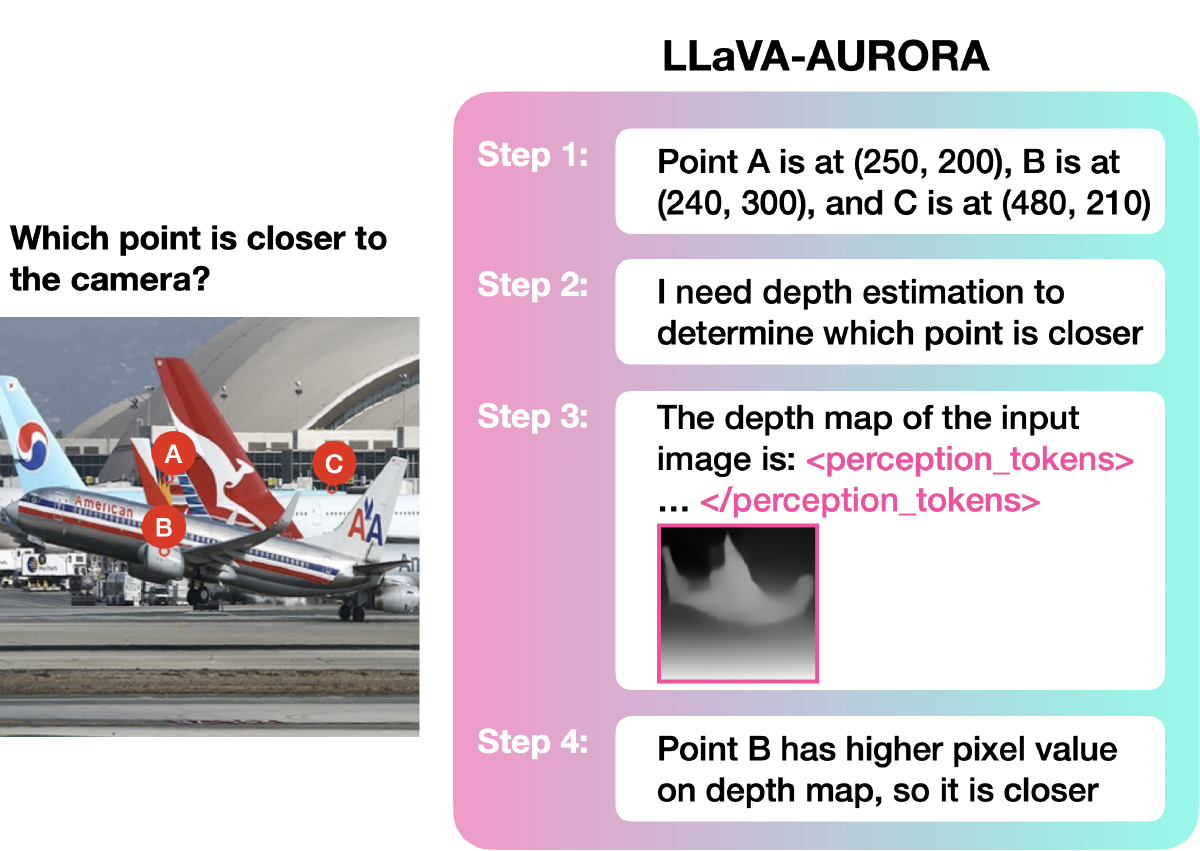 LLaVA-AURORA
Which point is closer to
the camera?
A
C
B
American
AA
An
Step 1:
Point A is at (250, 200), B is at
(240, 300), and C is at (480, 210)
Step 2:
I need depth estimation to
determine which point is closer
Step 3:
The depth map of the input
image is: <perception_tokens>
... </perception_tokens>
Step 4:
Point B has higher pixel value
on depth map, so it is closer